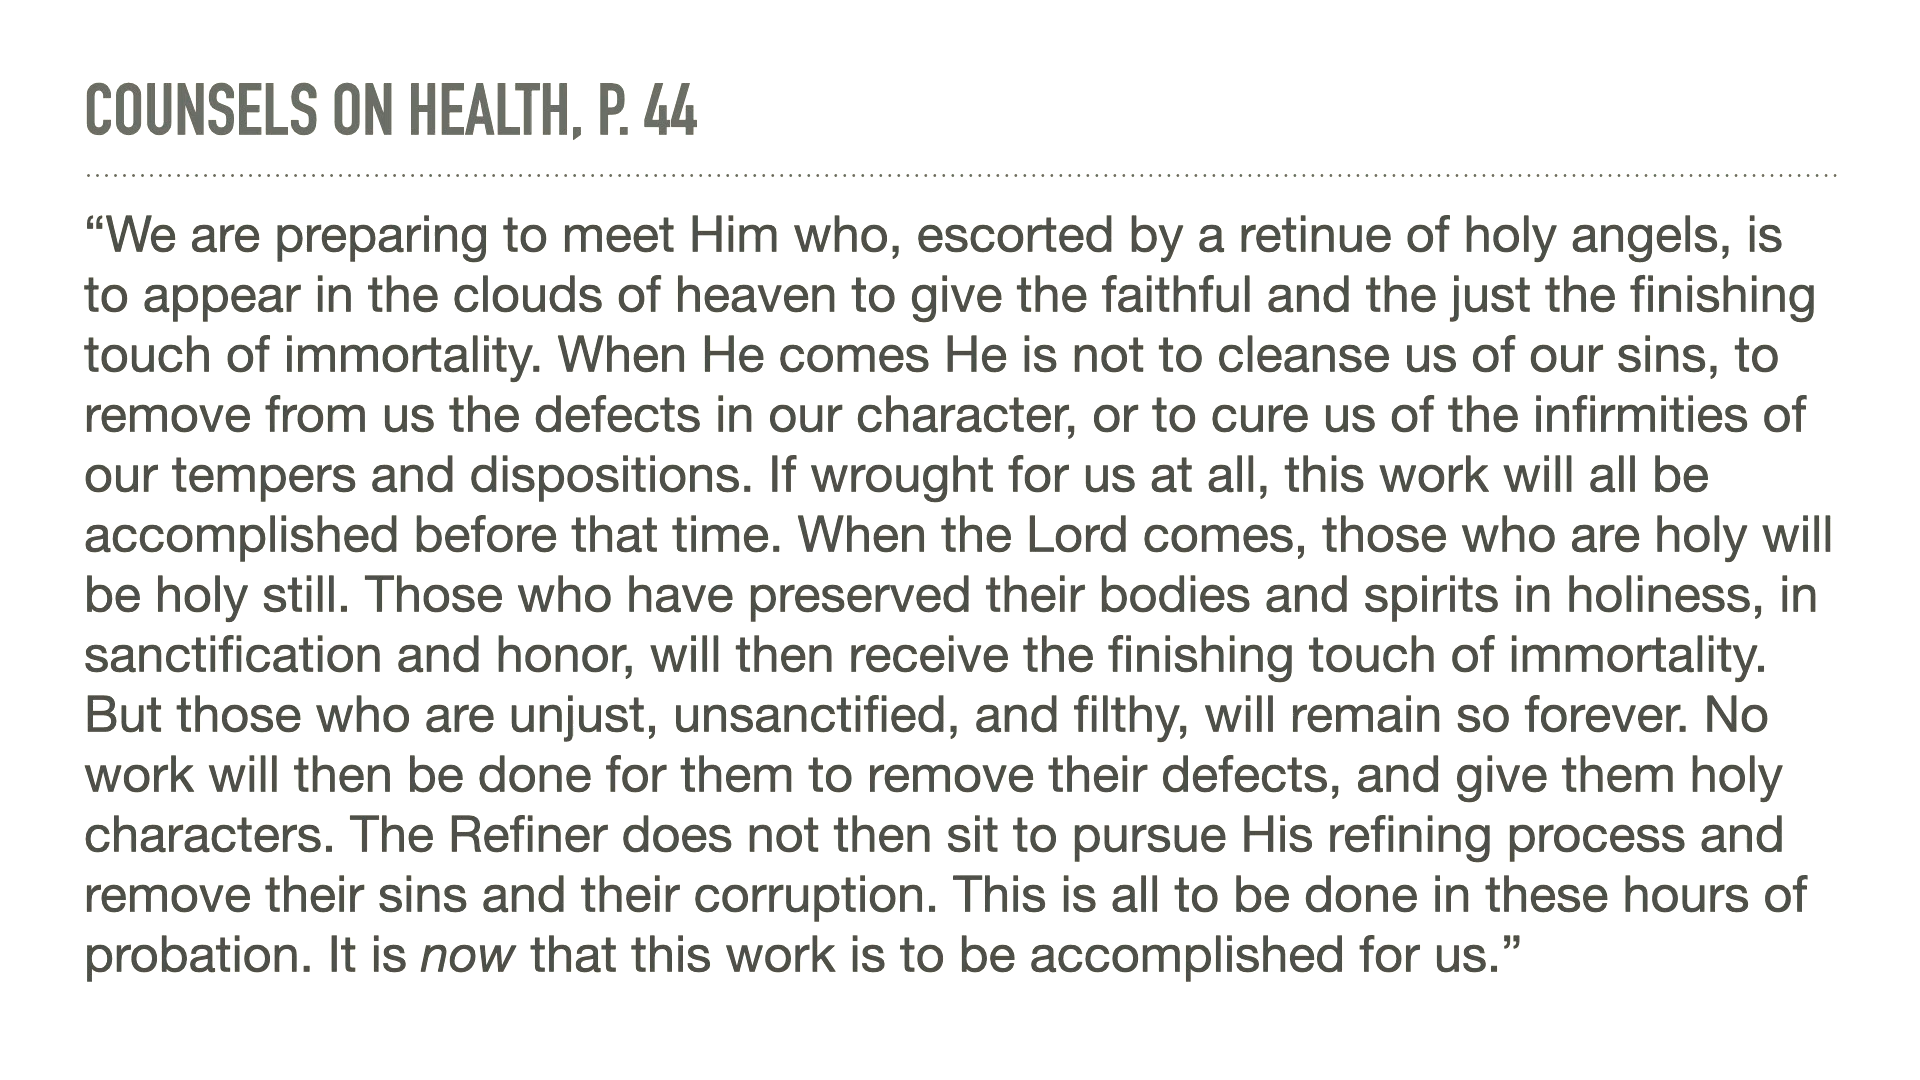 COUNSELS ON HEALTH, P. 44
“We are preparing to meet Him who, escorted by a retinue of holy angels, is
to appear in the clouds of heaven to give the faithful and the just the finishing
touch of immortality. When He comes He is not to cleanse us of our sins, to
remove from us the defects in our character, or to cure us of the infirmities of
our tempers and dispositions. If wrought for us at all, this work will all be
accomplished before that time. When the Lord comes, those who are holy will
be holy still. Those who have preserved their bodies and spirits in holiness, in
sanctification and honor, will then receive the finishing touch of immortality.
But those who are unjust, unsanctified, and filthy, will remain so forever. No
work will then be done for them to remove their defects, and give them holy
characters. The Refiner does not then sit to pursue His refining process and
remove their sins and their corruption. This is all to be done in these hours of
probation. It is now that this work is to be accomplished for us.”